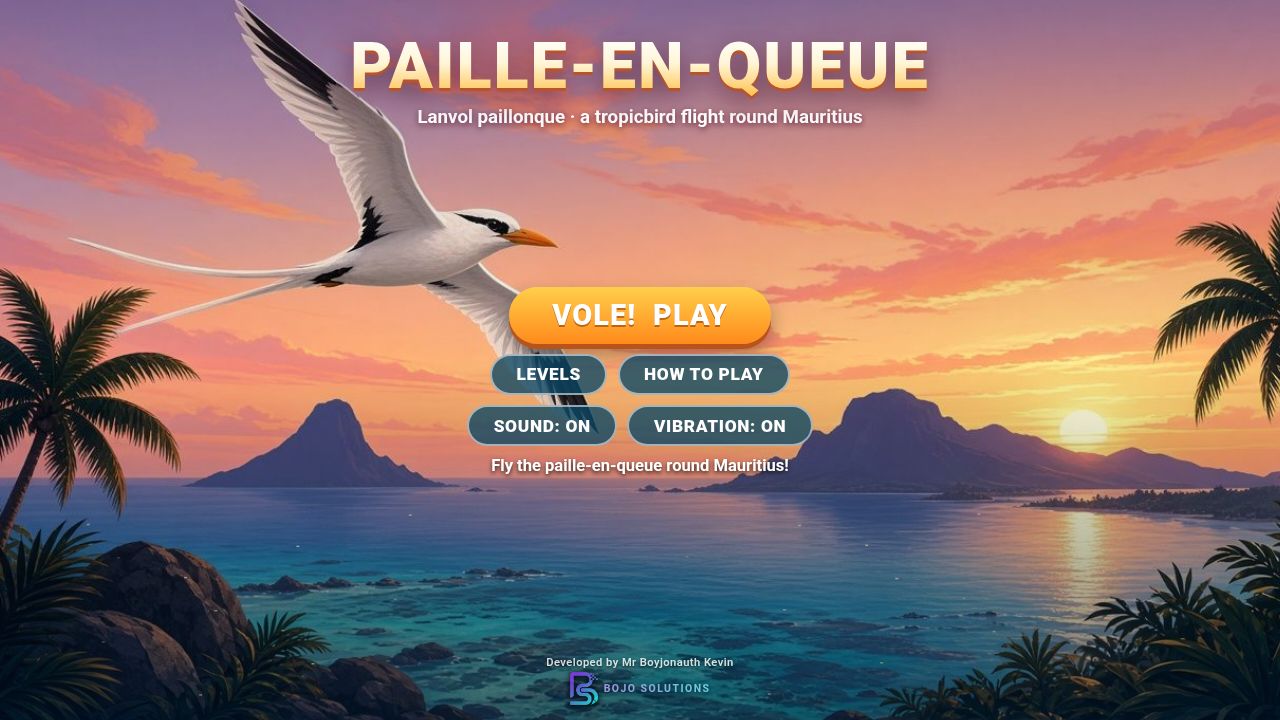 PAILLE-EN-QUEUE
Lanvol paillonque · a tropicbird flight round Mauritius
VOLE! PLAY
LEVELS
HOW TO PLAY
SOUND: ON
VIBRATION: ON
Fly the paille-en-queue round Mauritius!
Developed by Mr Boyjonauth Kevin
BOJO SOLUTIONS